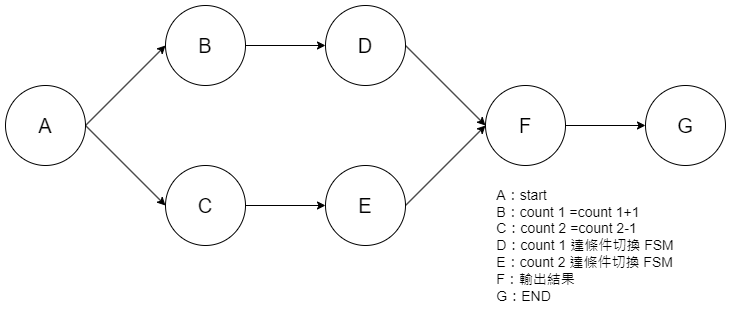 B
D
A
F
G
C
E
A：start
B：count 1 =count 1+1
C：count 2 =count 2-1
D：count 1 達條件切換 FSM
E：count 2 達條件切換 FSM
F：輸出結果
G：END